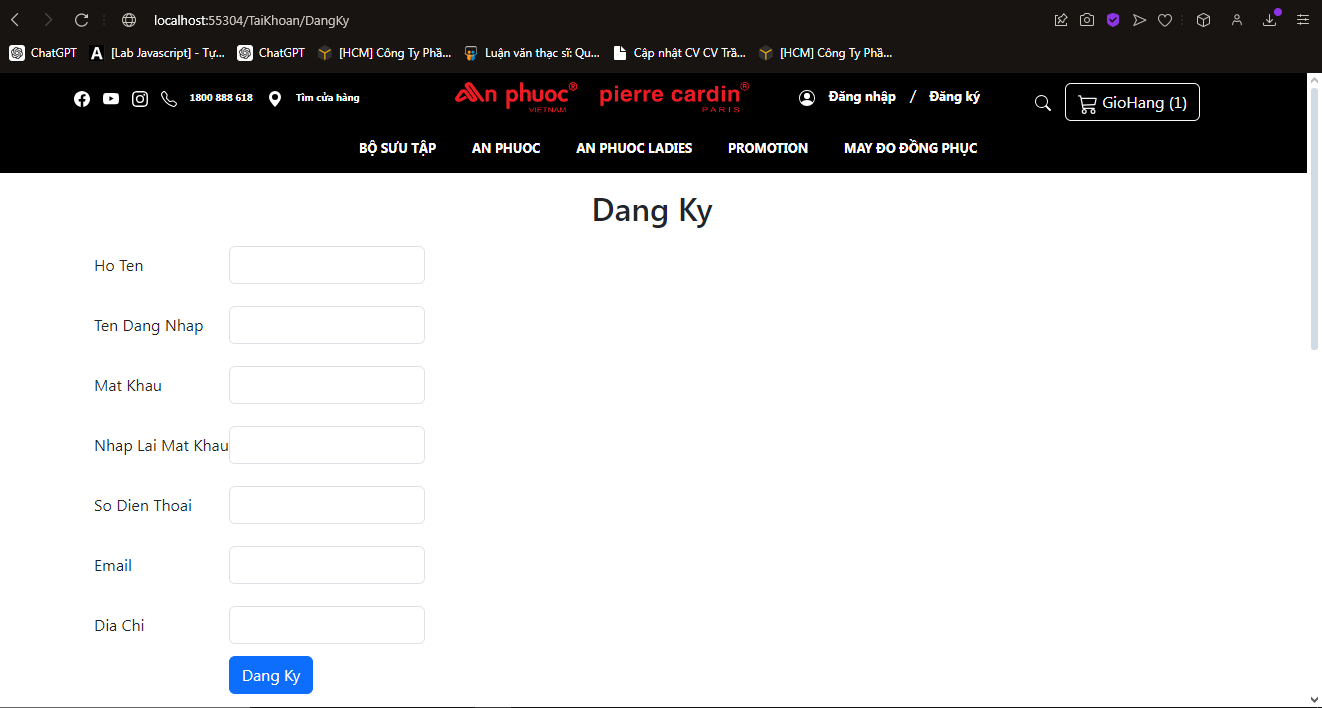 localhost:55304/TaiKhoan/DangKy
ChatGPT [Lab Javascript] - Tự... ChatGPT [HCM] Công Ty Phầ... Luận văn thạc sĩ: Qu... Cập nhật CV CV Trầ... [HCM] Công Ty Phầ...
1800 888 618 Tìm cửa hàng An phuoc® VIETNAM pierre cardin® PARIS Đăng nhập / Đăng ký GioHang (1)
BỘ SƯU TẬP AN PHUOC AN PHUOC LADIES PROMOTION MAY ĐO ĐỒNG PHỤC
Dang Ky
Ho Ten
Ten Dang Nhap
Mat Khau
Nhap Lai Mat Khau
So Dien Thoai
Email
Dia Chi
Dang Ky